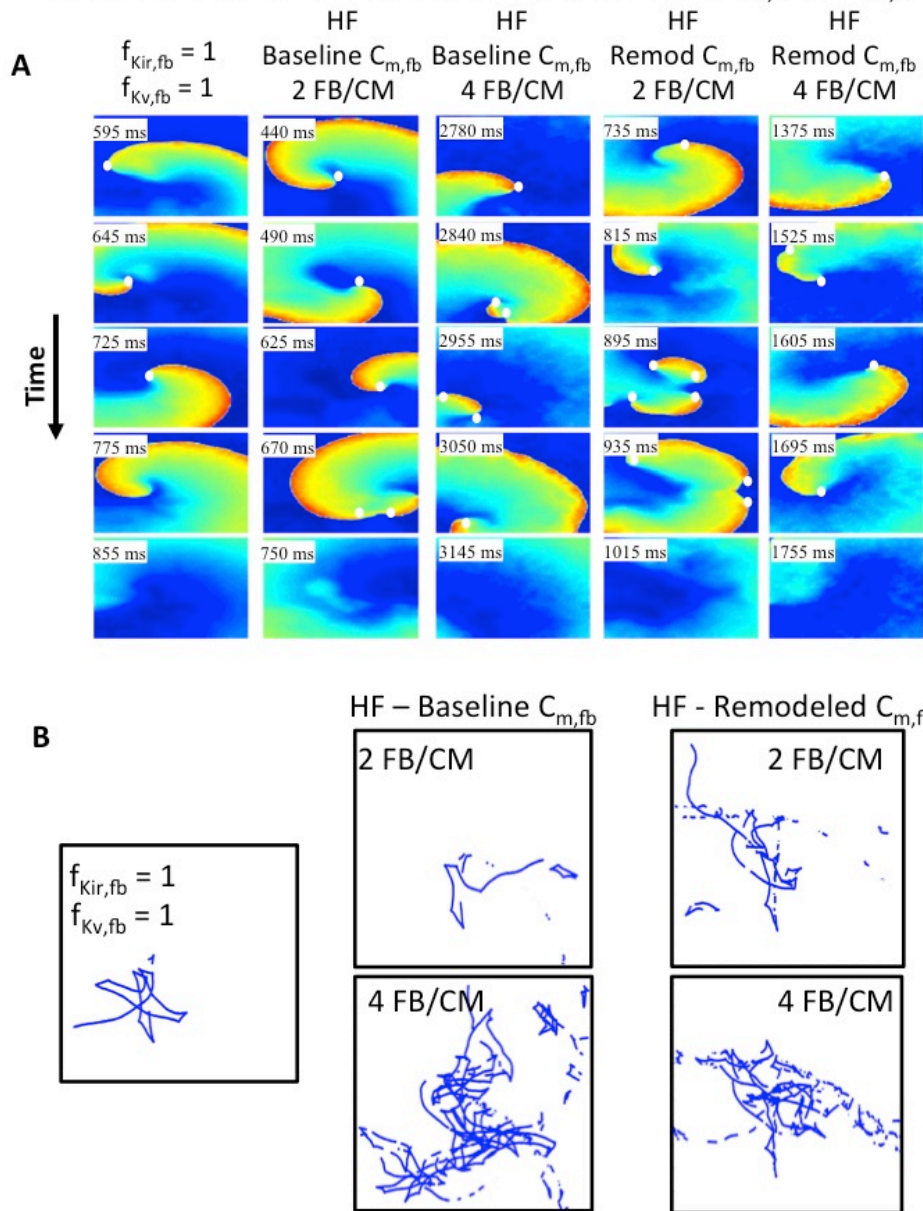 A
f_Kir,fb = 1
f_Kv,fb = 1
HF
Baseline C_m,fb
2 FB/CM
HF
Baseline C_m,fb
4 FB/CM
HF
Remod C_m,fb
2 FB/CM
HF
Remod C_m,fb
4 FB/CM
Time
595 ms
440 ms
2780 ms
735 ms
1375 ms
645 ms
490 ms
2840 ms
815 ms
1525 ms
725 ms
625 ms
2955 ms
895 ms
1605 ms
775 ms
670 ms
3050 ms
935 ms
1695 ms
855 ms
750 ms
3145 ms
1015 ms
1755 ms
B
HF – Baseline C_m,fb
HF - Remodeled C_m,f
f_Kir,fb = 1
f_Kv,fb = 1
2 FB/CM
2 FB/CM
4 FB/CM
4 FB/CM